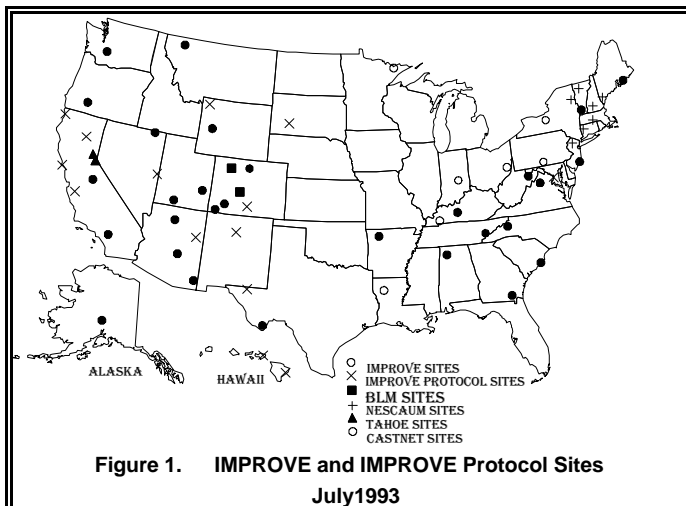 ALASKA
HAWAII
IMPROVE SITES
IMPROVE PROTOCOL SITES
BLM SITES
NESCAUM SITES
TAHOE SITES
CASTNET SITES
Figure 1. IMPROVE and IMPROVE Protocol Sites
July1993